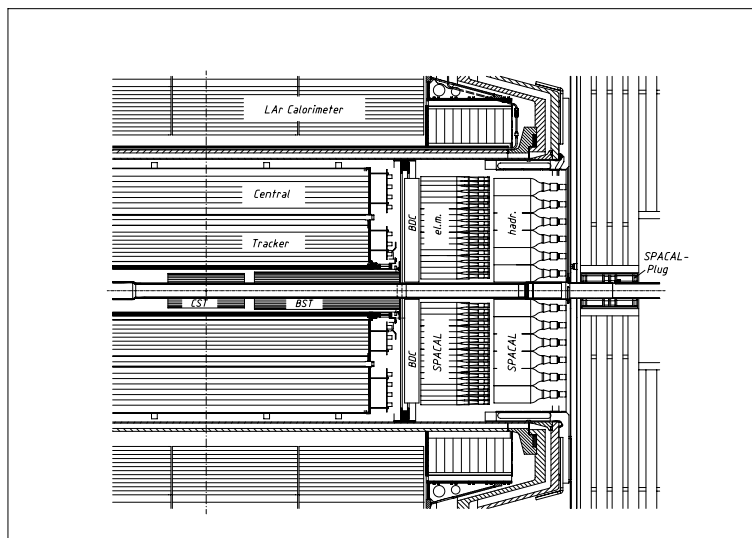 LAr Calorimeter
Central
Tracker
BDC
el.m.
hadr.
SPACAL-
Plug
CST
BST
BDC
SPACAL
SPACAL